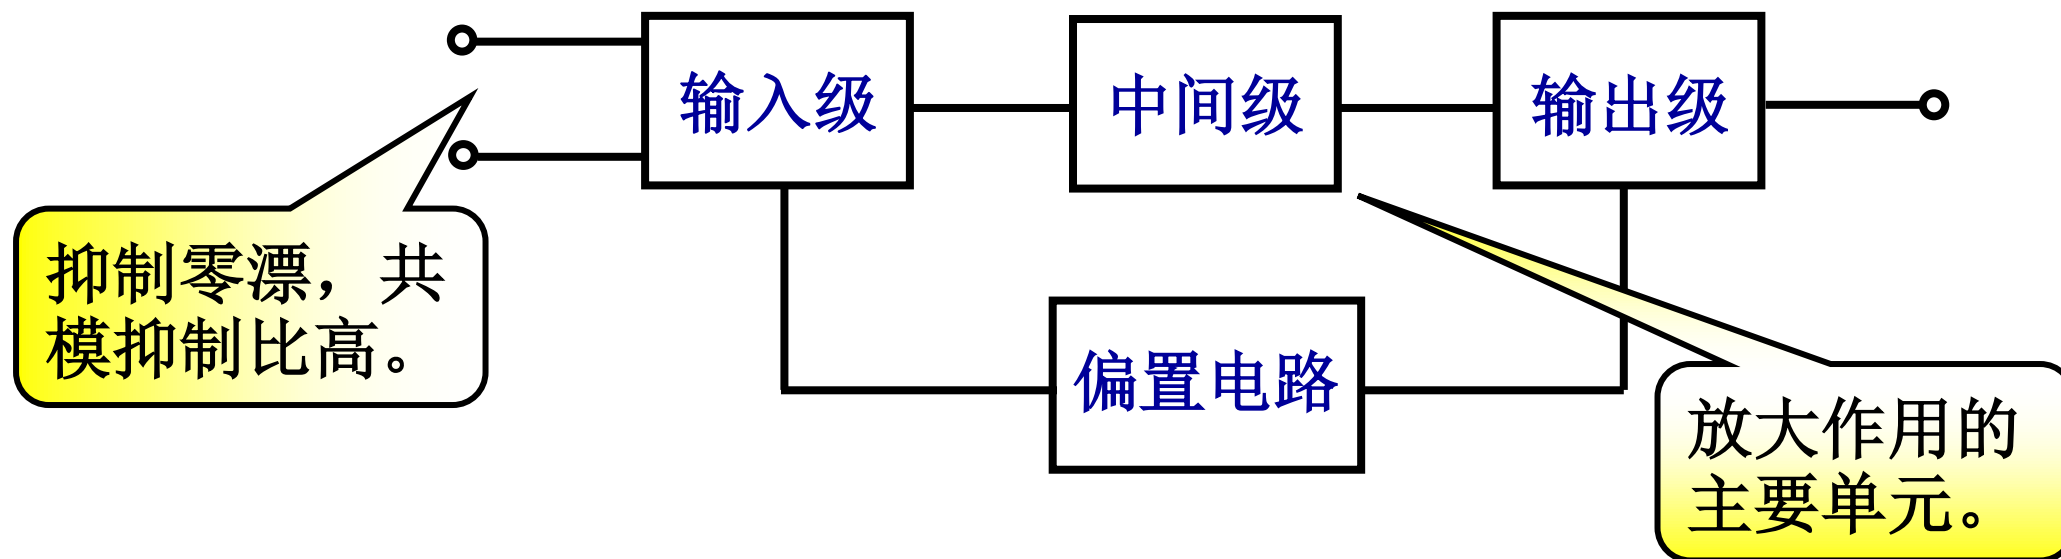 输入级
中间级
输出级
抑制零漂，共
模抑制比高。
偏置电路
放大作用的
主要单元。